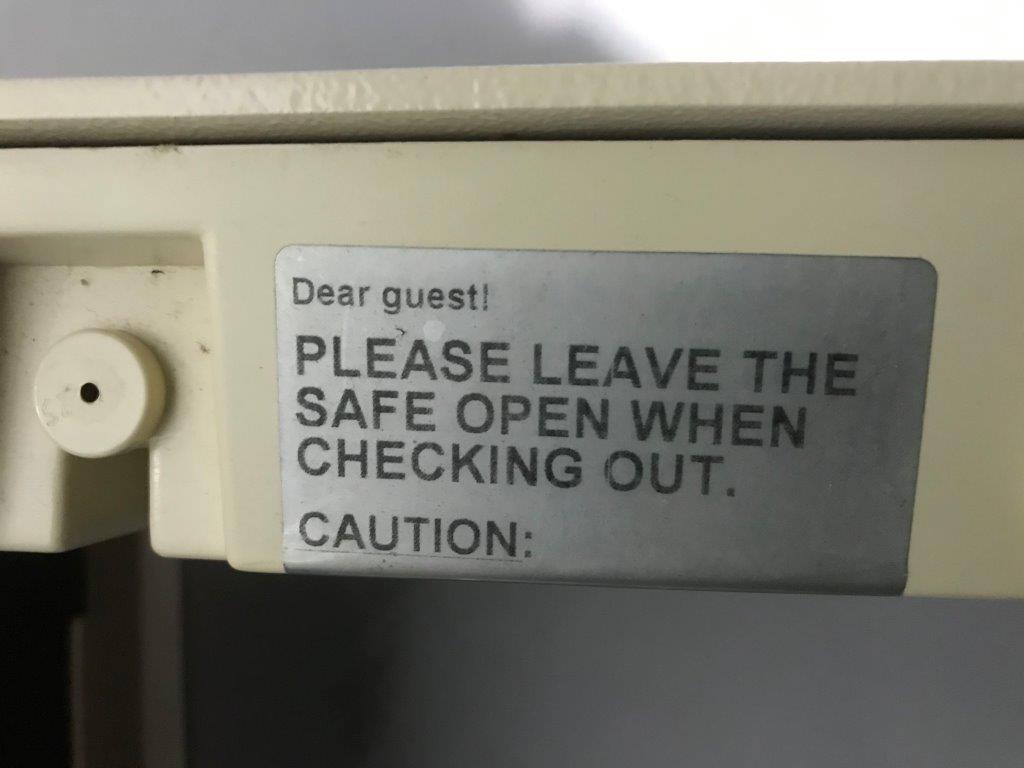 Dear guest!
PLEASE LEAVE THE
SAFE OPEN WHEN
CHECKING OUT.
CAUTION: